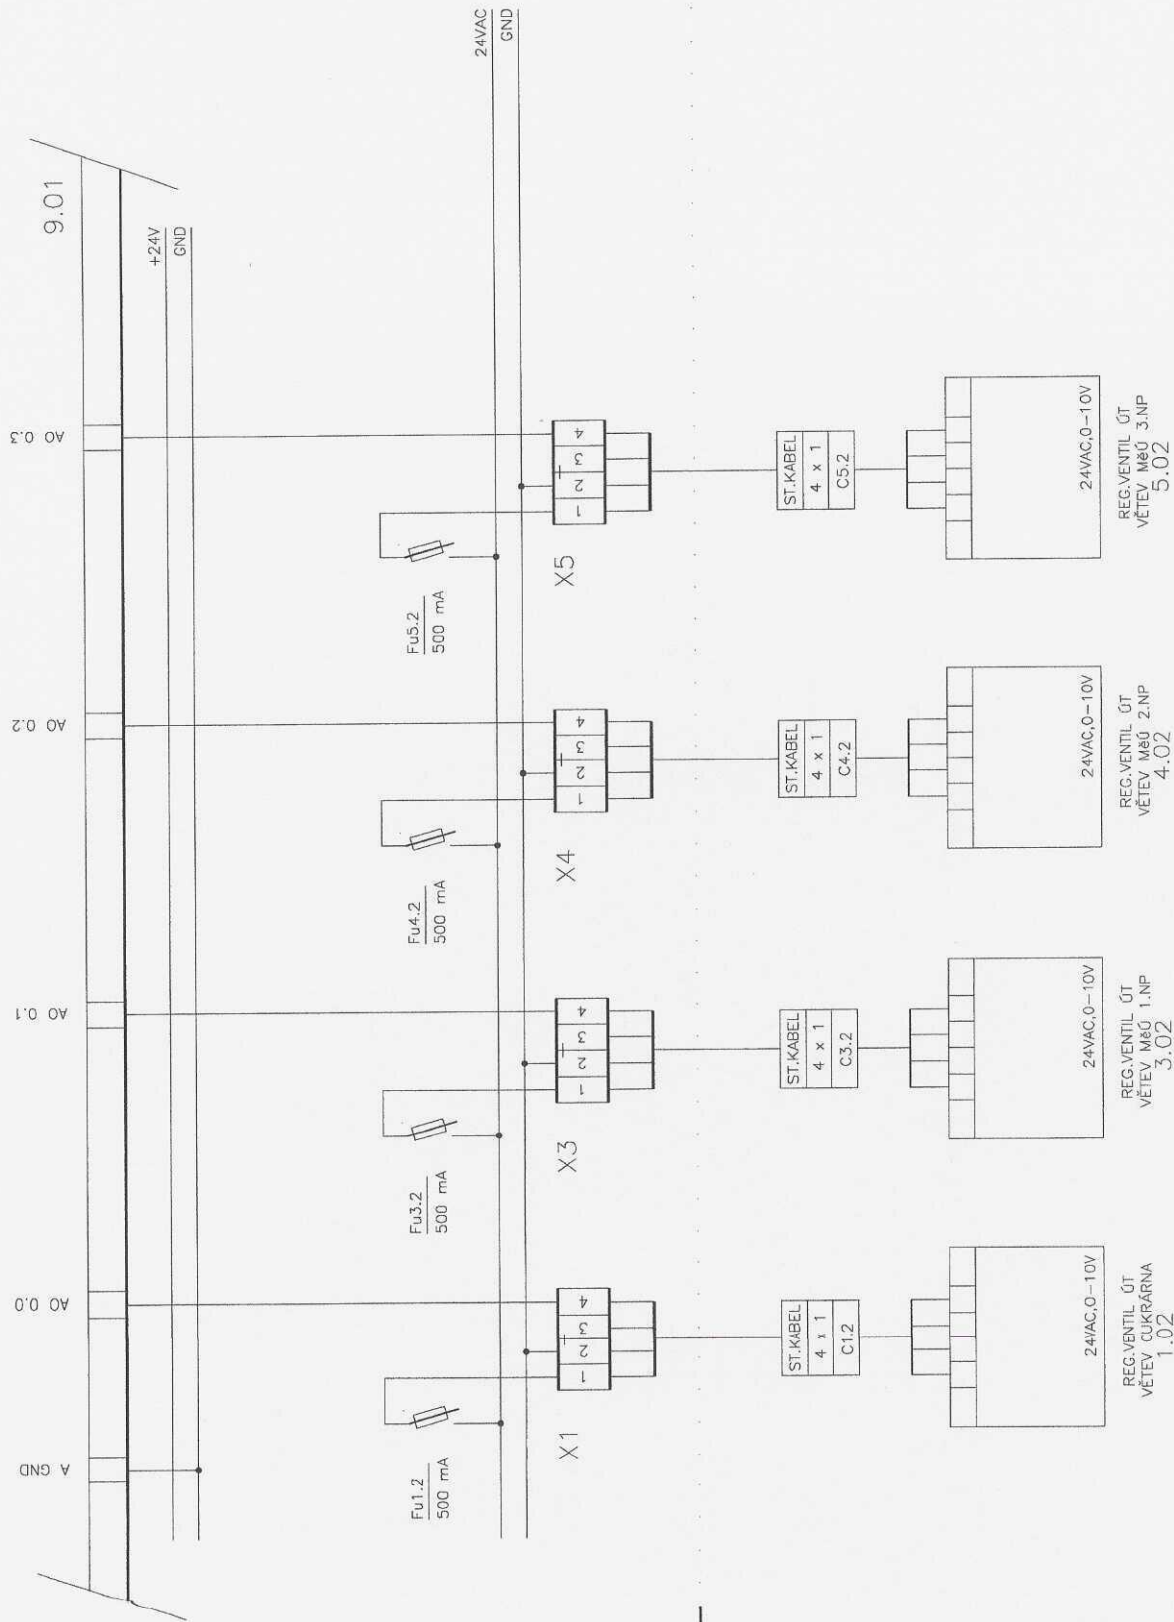 9.01
A GND
AO 0.0
AO 0.1
AO 0.2
AO 0.3
+24V
GND
24VAC
GND
Fu1.2
500 mA
Fu3.2
500 mA
Fu4.2
500 mA
Fu5.2
500 mA
X1
1 2 3 4
X3
1 2 3 4
X4
1 2 3 4
X5
1 2 3 4
ST.KABEL
4 x 1
C1.2
ST.KABEL
4 x 1
C3.2
ST.KABEL
4 x 1
C4.2
ST.KABEL
4 x 1
C5.2
24VAC,0-10V
REG.VENTIL ÚT
VĚTEV CUKRÁRNA
1.02
24VAC,0-10V
REG.VENTIL ÚT
VĚTEV MěÚ 1.NP
3.02
24VAC,0-10V
REG.VENTIL ÚT
VĚTEV MěÚ 2.NP
4.02
24VAC,0-10V
REG.VENTIL ÚT
VĚTEV MěÚ 3.NP
5.02